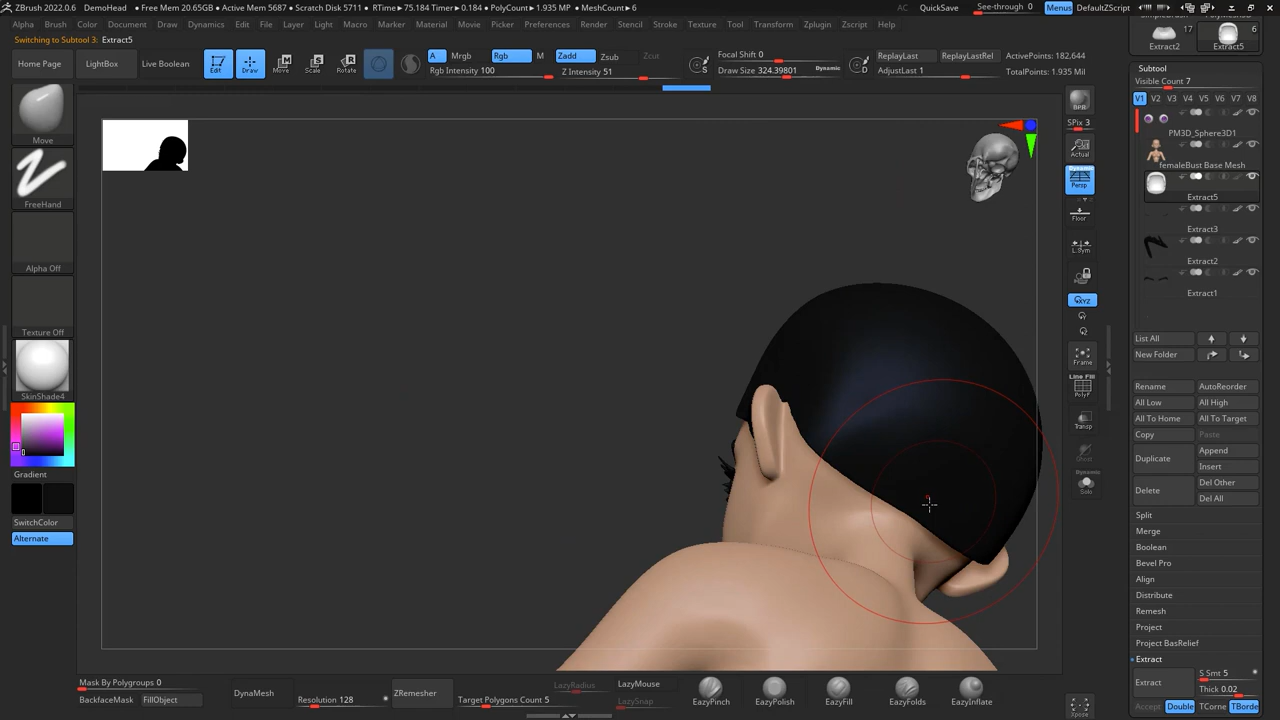 ZBrush 2022.0.6 DemoHead • Free Mem 20.65GB • Active Mem 5687 • Scratch Disk 5711 • RTime▸75.184 Timer▸0.184 • PolyCount▸1.935 MP • MeshCount▸6 AC QuickSave See-through 0 Menus DefaultZScript
Alpha Brush Color Document Draw Dynamics Edit File Layer Light Macro Marker Material Movie Picker Preferences Render Stencil Stroke Texture Tool Transform Zplugin Zscript Help
Switching to Subtool 3: Extract5
17
6
Extract2 Extract5
Home Page LightBox Live Boolean
Edit Draw Move Scale Rotate
A Mrgb Rgb M Zadd Zsub Zcut
Rgb Intensity 100 Z Intensity 51
S
Focal Shift 0
Draw Size 324.39801 Dynamic
D
ReplayLast ReplayLastRel
AdjustLast 1
ActivePoints: 182,644
TotalPoints: 1.935 Mil
Move
FreeHand
Alpha Off
Texture Off
SkinShade4
Gradient
SwitchColor
Alternate
BPR
SPix 3
Actual
Dynamic
Persp
Floor
L.Sym
XYZ
Frame
Line Fill
PolyF
Transp
Ghost
Dynamic
Solo
Xpose
Subtool
Visible Count 7
V1 V2 V3 V4 V5 V6 V7 V8
PM3D_Sphere3D1
femaleBust Base Mesh
Extract5
Extract3
Extract2
Extract1
List All
New Folder
Rename AutoReorder
All Low All High
All To Home All To Target
Copy Paste
Duplicate Append
Insert
Delete Del Other
Del All
Split
Merge
Boolean
Bevel Pro
Align
Distribute
Remesh
Project
Project BasRelief
Extract
Extract S Smt 5
Thick 0.02
Accept Double TCorne TBorde
Mask By Polygroups 0
BackfaceMask FillObject
DynaMesh
Resolution 128
ZRemesher
Target Polygons Count 5
LazyRadius LazyMouse
LazySnap
EazyPinch EazyPolish EazyFill EazyFolds EazyInflate